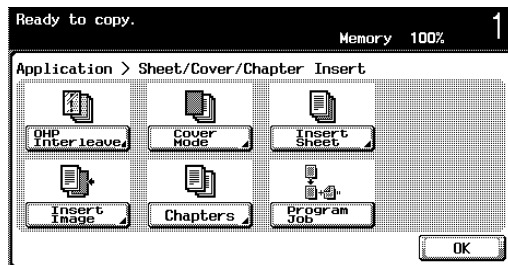 Ready to copy.
Memory 100% 1
Application > Sheet/Cover/Chapter Insert
OHP Interleave
Cover Mode
Insert Sheet
Insert Image
Chapters
Program Job
OK